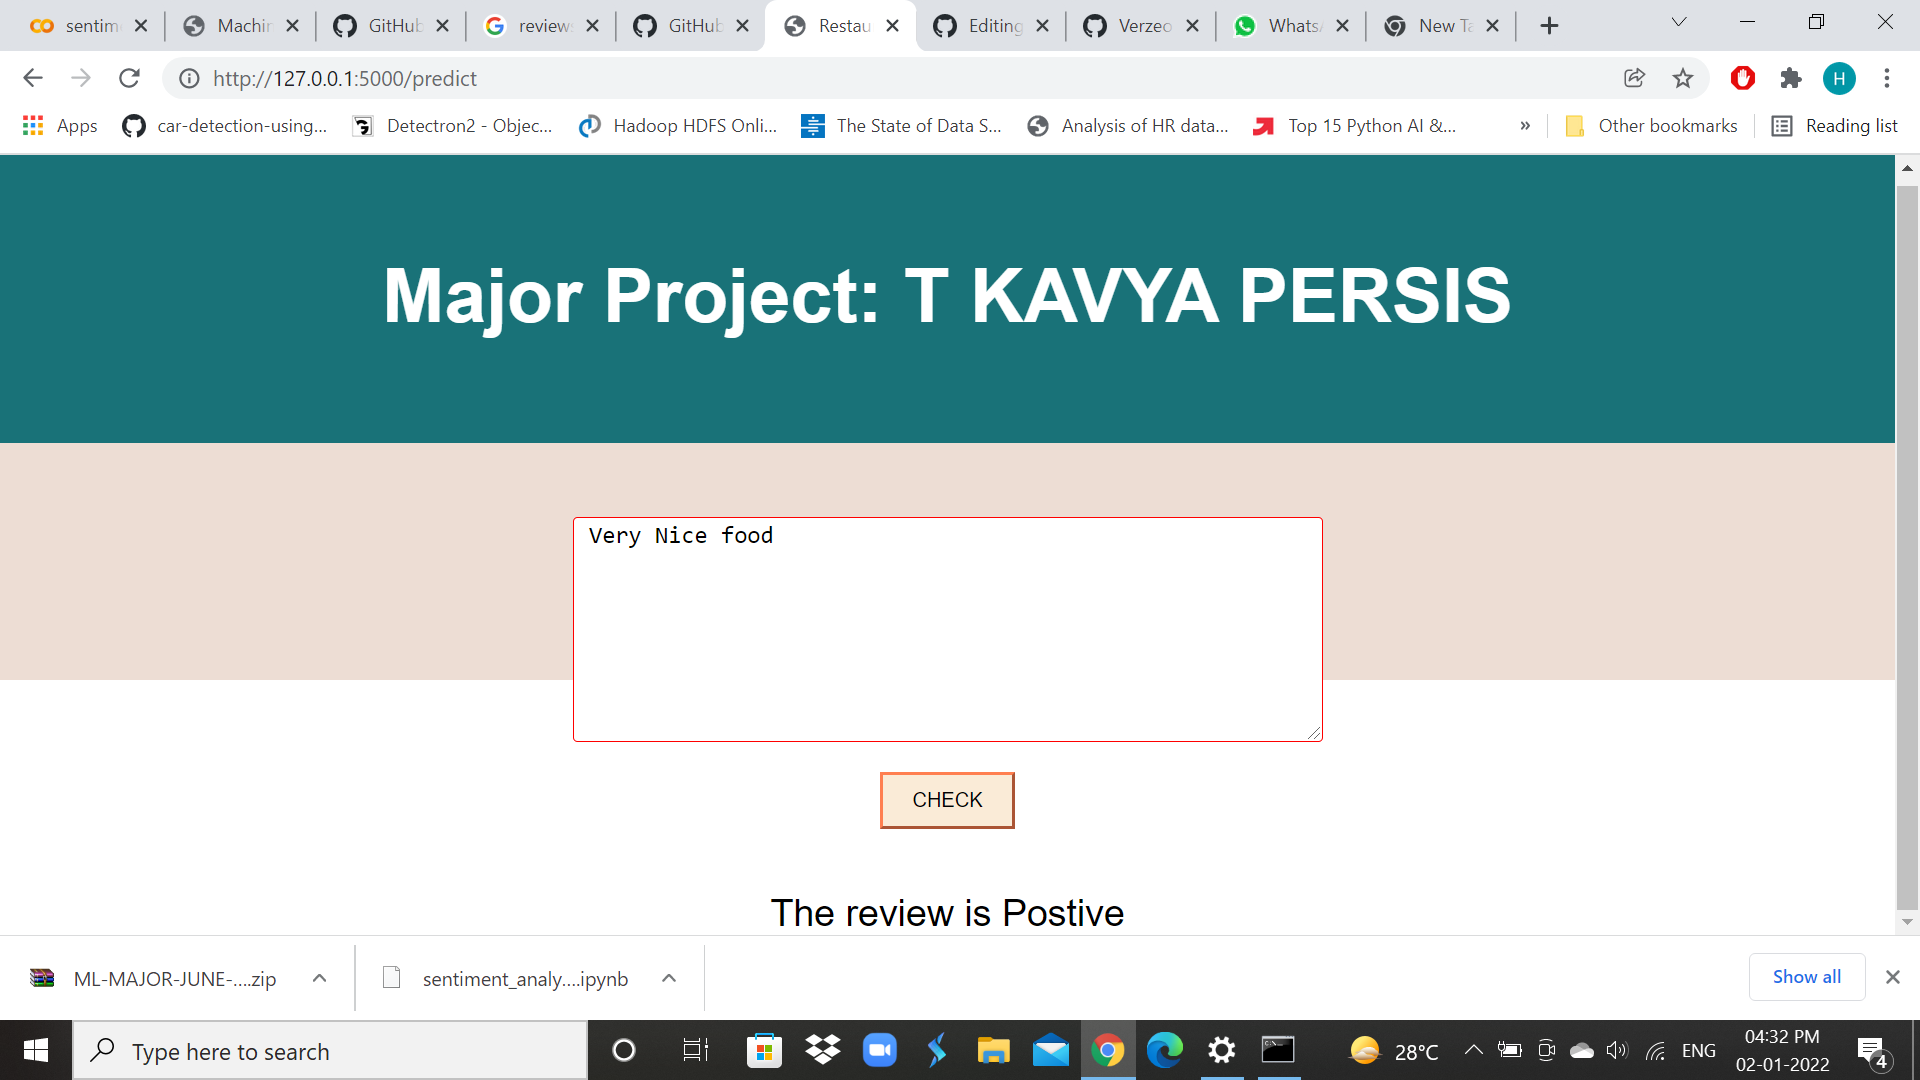 sentim
Machin
GitHub
reviews
GitHub
Restau
Editing
Verzeo
WhatsA
New Ta
http://127.0.0.1:5000/predict
H
Apps
car-detection-using...
Detectron2 - Objec...
Hadoop HDFS Onli...
The State of Data S...
Analysis of HR data...
Top 15 Python AI &...
»
Other bookmarks
Reading list
Major Project: T KAVYA PERSIS
Very Nice food
CHECK
The review is Postive
ML-MAJOR-JUNE-....zip
sentiment_analy....ipynb
Show all
Type here to search
28°C
ENG
04:32 PM
02-01-2022
4